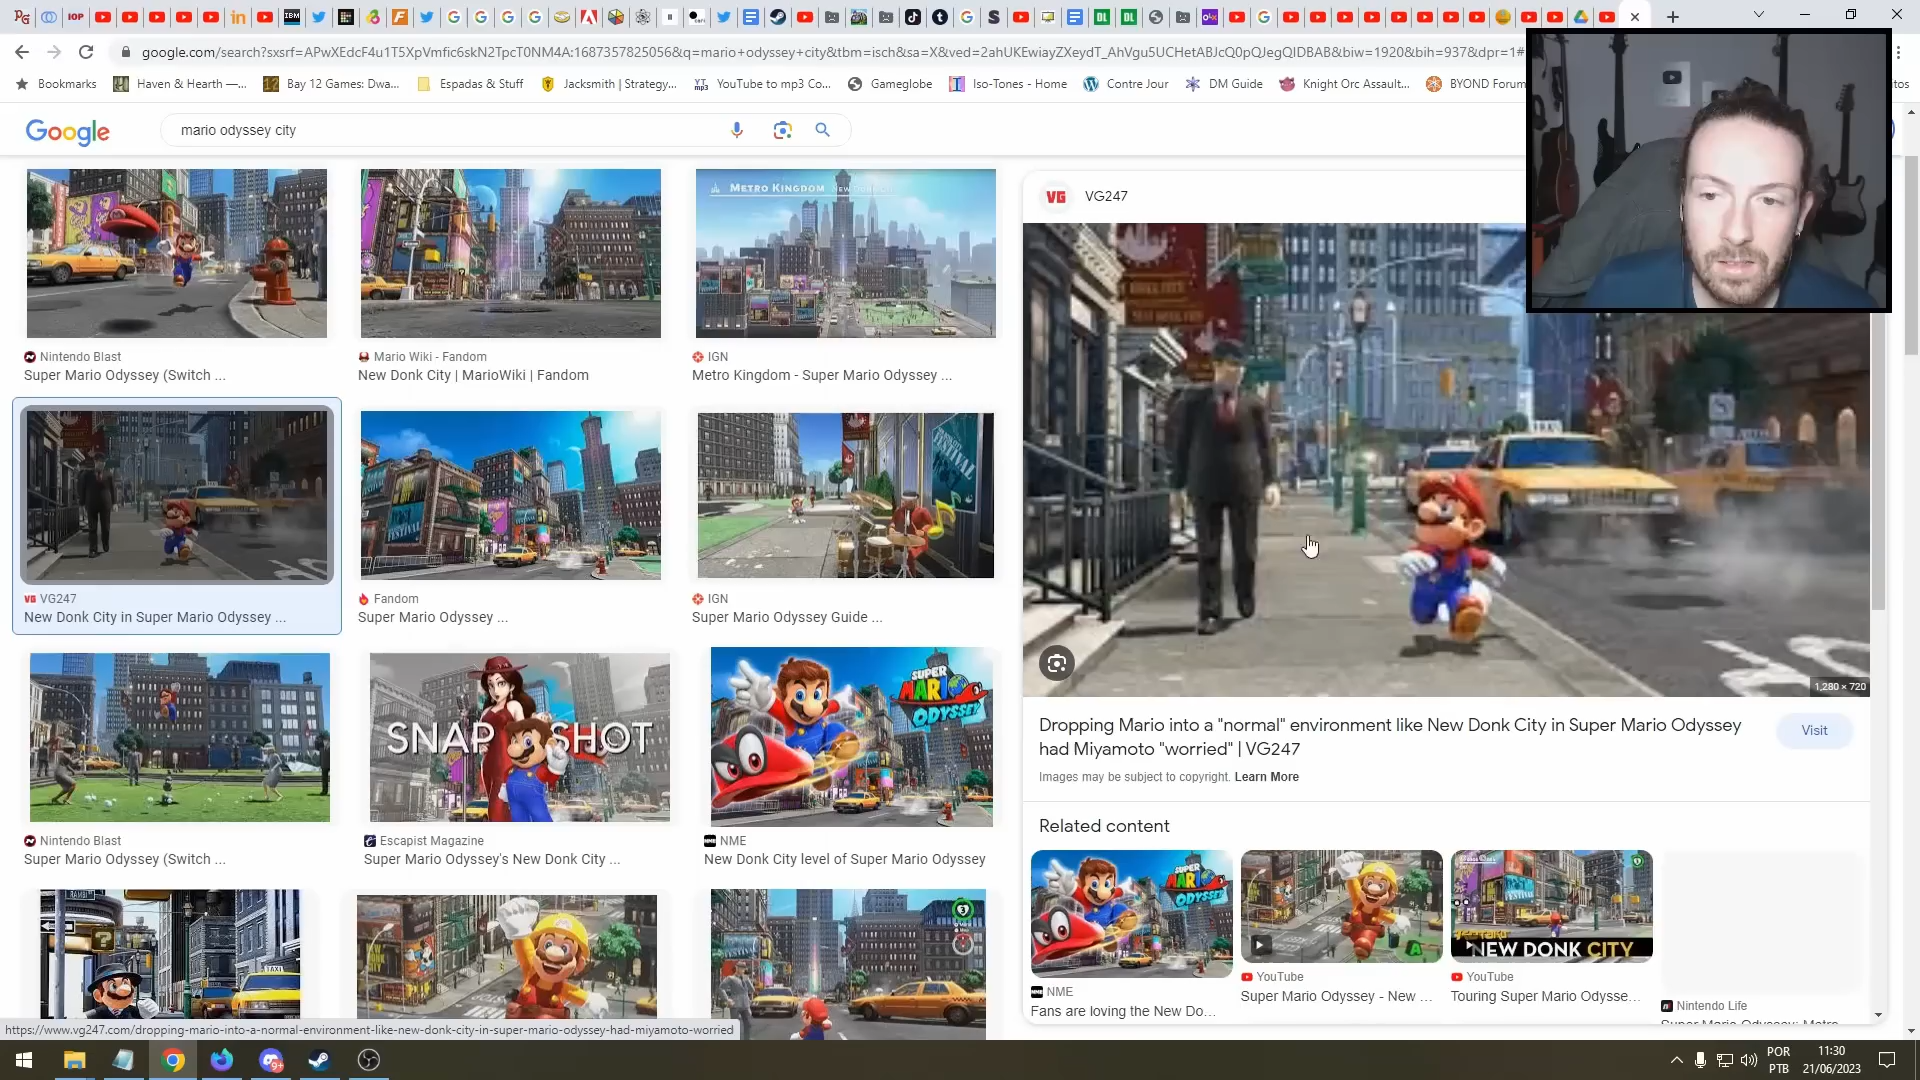 google.com/search?sxsrf=APwXEdcF4u1T5XpVmfic6skN2TpcT0NM4A:1687357825056&q=mario+odyssey+city&tbm=isch&sa=X&ved=2ahUKEwiayZXeydT_AhVgu5UCHetABJcQ0pQJegQIDBAB&biw=1920&bih=937&dpr=1#
Bookmarks Haven & Hearth —... Bay 12 Games: Dwa... Espadas & Stuff Jacksmith | Strategy... YouTube to mp3 Co... Gameglobe Iso-Tones - Home Contre Jour DM Guide Knight Orc Assault... BYOND Forum
Google
mario odyssey city
Nintendo Blast
Super Mario Odyssey (Switch ...
Mario Wiki - Fandom
New Donk City | MarioWiki | Fandom
METRO KINGDOM
IGN
Metro Kingdom - Super Mario Odyssey ...
VG247
New Donk City in Super Mario Odyssey ...
Fandom
Super Mario Odyssey ...
FESTIVAL
IGN
Super Mario Odyssey Guide ...
Nintendo Blast
Super Mario Odyssey (Switch ...
SNAPSHOT
Escapist Magazine
Super Mario Odyssey's New Donk City ...
SUPER
MARIO
ODYSSEY
NME
New Donk City level of Super Mario Odyssey
TAXI
VG VG247
TAXI
1,280 × 720
Dropping Mario into a "normal" environment like New Donk City in Super Mario Odyssey
had Miyamoto "worried" | VG247
Visit
Images may be subject to copyright. Learn More
Related content
SUPER
MARIO
ODYSSEY
NME
Fans are loving the New Do...
YouTube
Super Mario Odyssey - New ...
NEW DONK CITY
YouTube
Touring Super Mario Odysse...
Nintendo Life
https://www.vg247.com/dropping-mario-into-a-normal-environment-like-new-donk-city-in-super-mario-odyssey-had-miyamoto-worried
POR
PTB
11:30
21/06/2023